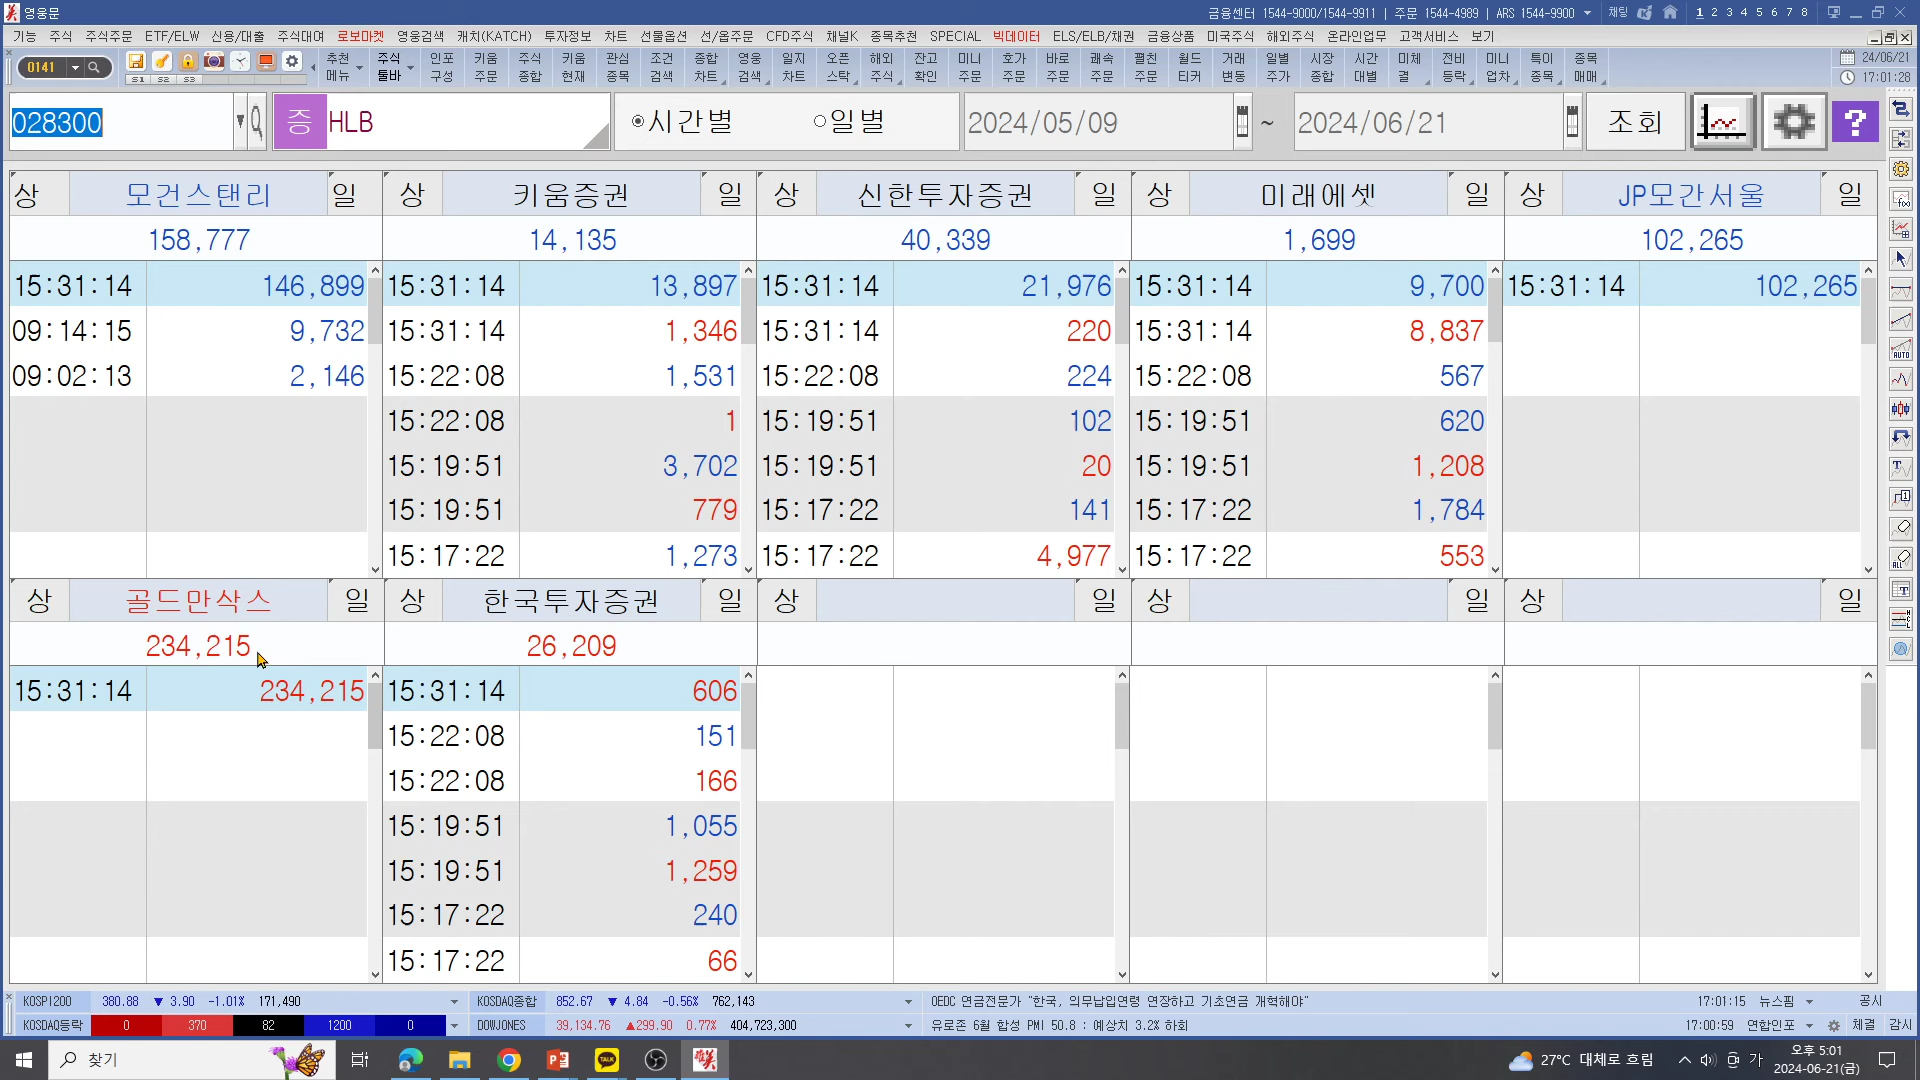 영웅문
금융센터 1544-9000/1544-9911 | 주문 1544-4989 | ARS 1544-9900 채팅 1 2 3 4 5 6 7 8
기능 주식 주식주문 ETF/ELW 신용/대출 주식대여 로보마켓 영웅검색 캐치(KATCH) 투자정보 차트 선물옵션 선/옵주문 CFD주식 채널K 종목추천 SPECIAL 빅데이터 ELS/ELB/채권 금융상품 미국주식 해외주식 온라인업무 고객서비스 보기
0141 S1 S2 S3
추천 주식 인포 키움 주식 키움 관심 조건 종합 영웅 일지 오픈 해외 잔고 미니 호가 바로 쾌속 펼친 월드 거래 일별 시장 시간 미체 전비 미니 특이 종목 24/06/21
메뉴 툴바 구성 주문 종합 현재 종목 검색 차트 검색 차트 스탁 주식 확인 주문 주문 주문 주문 주문 티커 변동 주가 종합 대별 결 등락 업차 종목 매매 17:01:28
028300 증 HLB 시간별 일별 2024/05/09 ~ 2024/06/21 조회 ?
상 모건스탠리 일 상 키움증권 일 상 신한투자증권 일 상 미래에셋 일 상 JP모간서울 일
158,777 14,135 40,339 1,699 102,265
15:31:14 146,899 15:31:14 13,897 15:31:14 21,976 15:31:14 9,700 15:31:14 102,265
09:14:15 9,732 15:31:14 1,346 15:31:14 220 15:31:14 8,837
09:02:13 2,146 15:22:08 1,531 15:22:08 224 15:22:08 567
15:22:08 1 15:19:51 102 15:19:51 620
15:19:51 3,702 15:19:51 20 15:19:51 1,208
15:19:51 779 15:17:22 141 15:17:22 1,784
15:17:22 1,273 15:17:22 4,977 15:17:22 553
상 골드만삭스 일 상 한국투자증권 일 상 일 상 일 상 일
234,215 26,209
15:31:14 234,215 15:31:14 606
15:22:08 151
15:22:08 166
15:19:51 1,055
15:19:51 1,259
15:17:22 240
15:17:22 66
KOSPI200 380.88 ▼ 3.90 -1.01% 171,490 KOSDAQ종합 852.67 ▼ 4.84 -0.56% 762,143 OEDC 연금전문가 "한국, 의무납입연령 연장하고 기초연금 개혁해야" 17:01:15 뉴스핌 공시
KOSDAQ등락 0 370 82 1200 0 DOWJONES 39,134.76 ▲299.90 0.77% 404,723,300 유로존 6월 합성 PMI 50.8 : 예상치 3.2% 하회 17:00:59 연합인포 체결 감시
찾기 27°C 대체로 흐림 가 오후 5:01
2024-06-21(금)